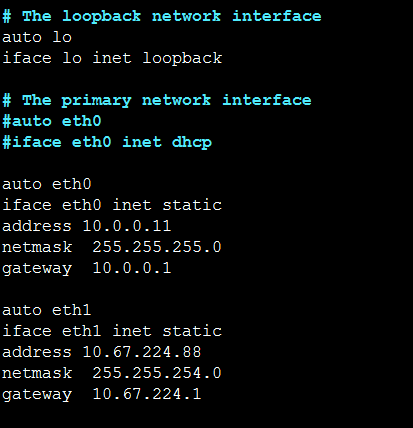 # The loopback network interface
auto lo
iface lo inet loopback
# The primary network interface
#auto eth0
#iface eth0 inet dhcp
auto eth0
iface eth0 inet static
address 10.0.0.11
netmask  255.255.255.0
gateway  10.0.0.1
auto eth1
iface eth1 inet static
address 10.67.224.88
netmask  255.255.254.0
gateway  10.67.224.1